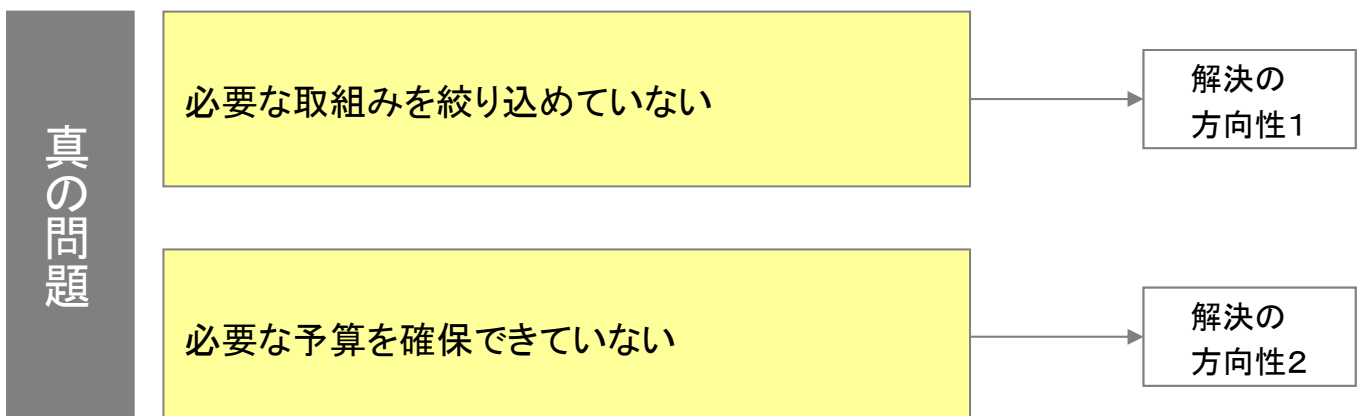 真の問題
必要な取組みを絞り込めていない
解決の
方向性1
必要な予算を確保できていない
解決の
方向性2